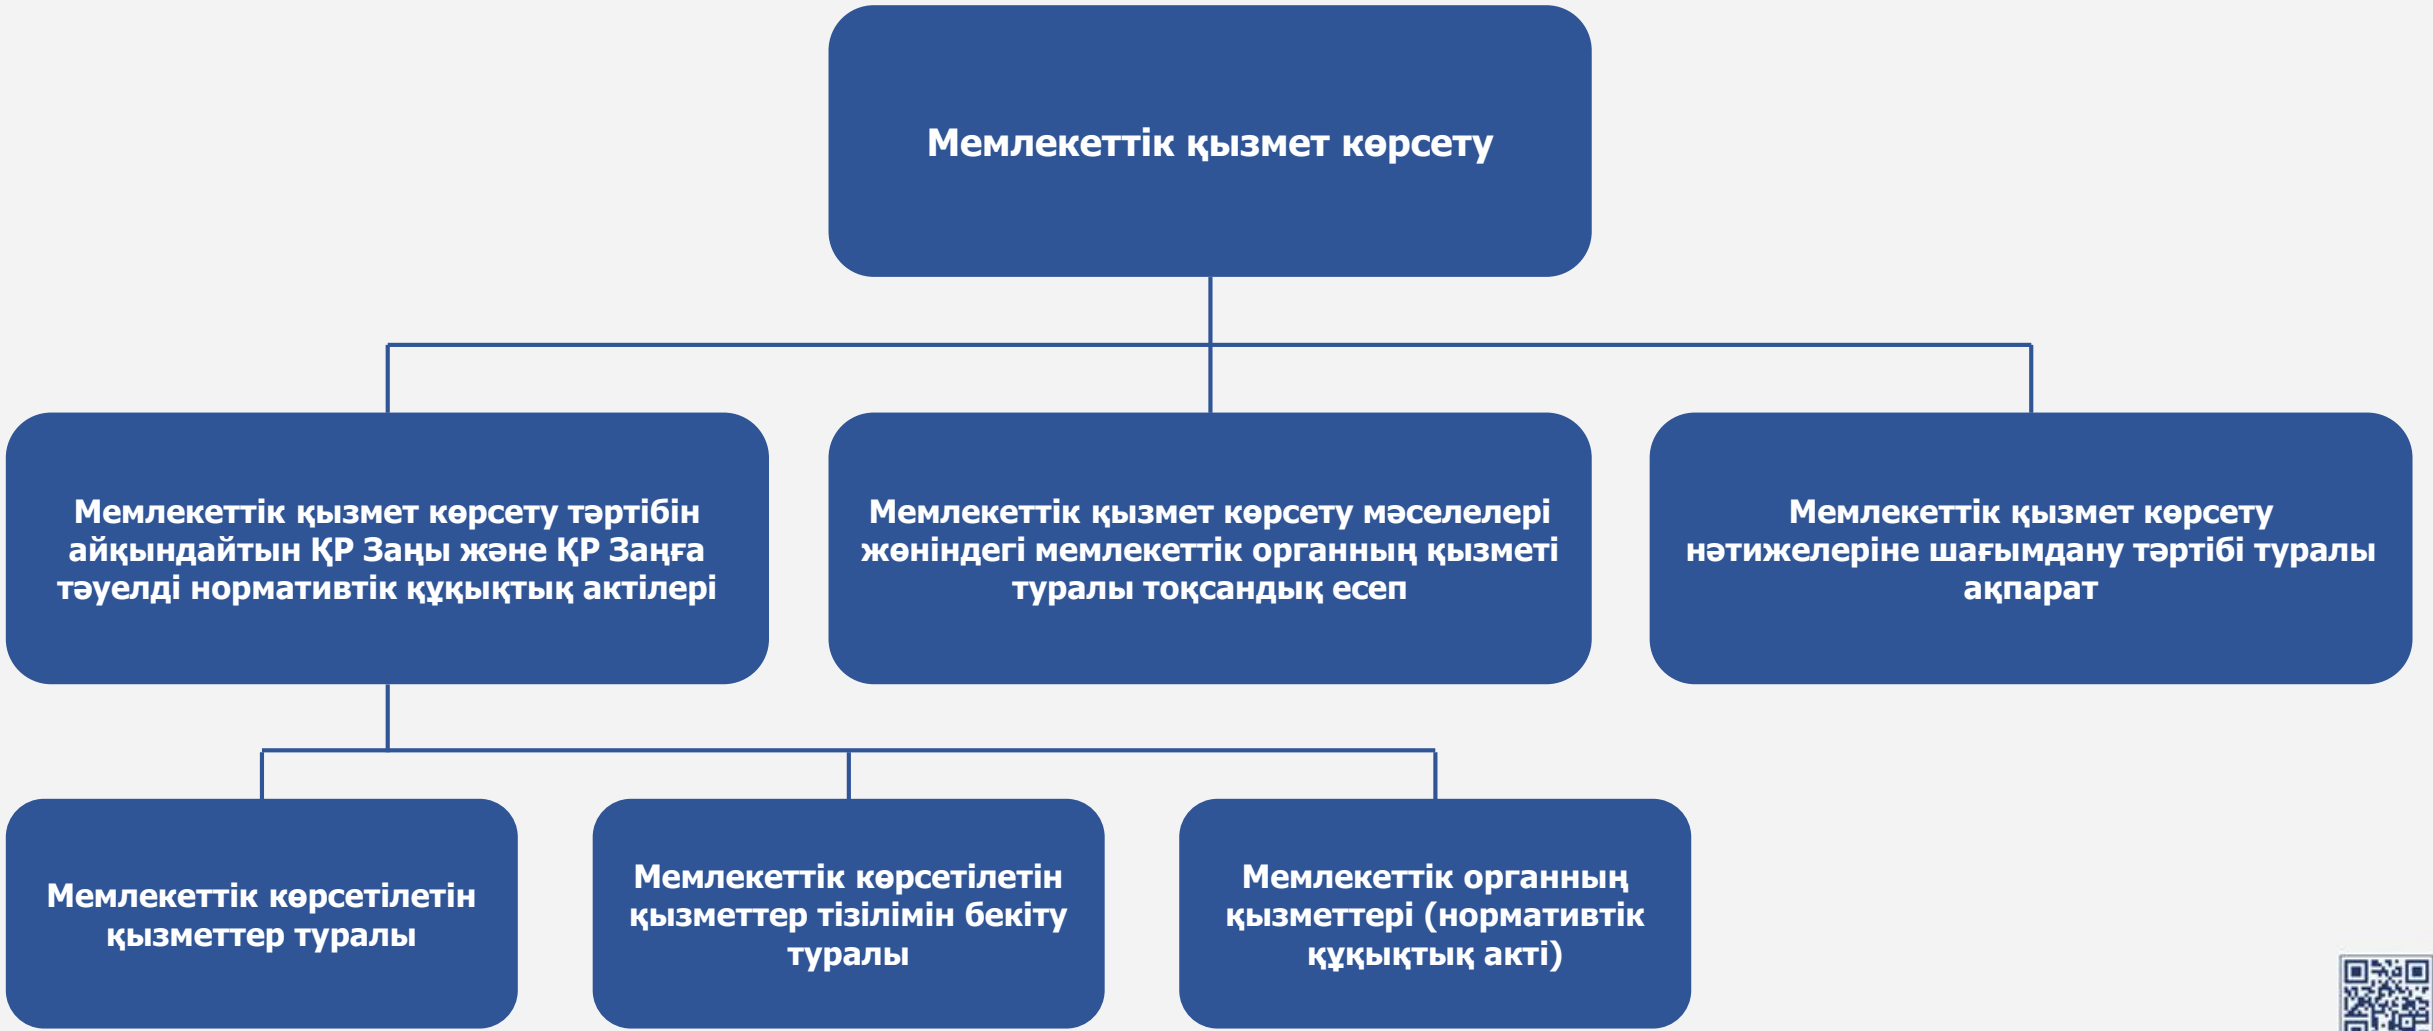 Мемлекеттік қызмет көрсету
Мемлекеттік қызмет көрсету тәртібін
айқындайтын ҚР Заңы және ҚР Заңға
тәуелді нормативтік құқықтық актілері
Мемлекеттік қызмет көрсету мәселелері
жөніндегі мемлекеттік органның қызметі
туралы тоқсандық есеп
Мемлекеттік қызмет көрсету
нәтижелеріне шағымдану тәртібі туралы
ақпарат
Мемлекеттік көрсетілетін
қызметтер туралы
Мемлекеттік көрсетілетін
қызметтер тізілімін бекіту
туралы
Мемлекеттік органның
қызметтері (нормативтік
құқықтық акті)